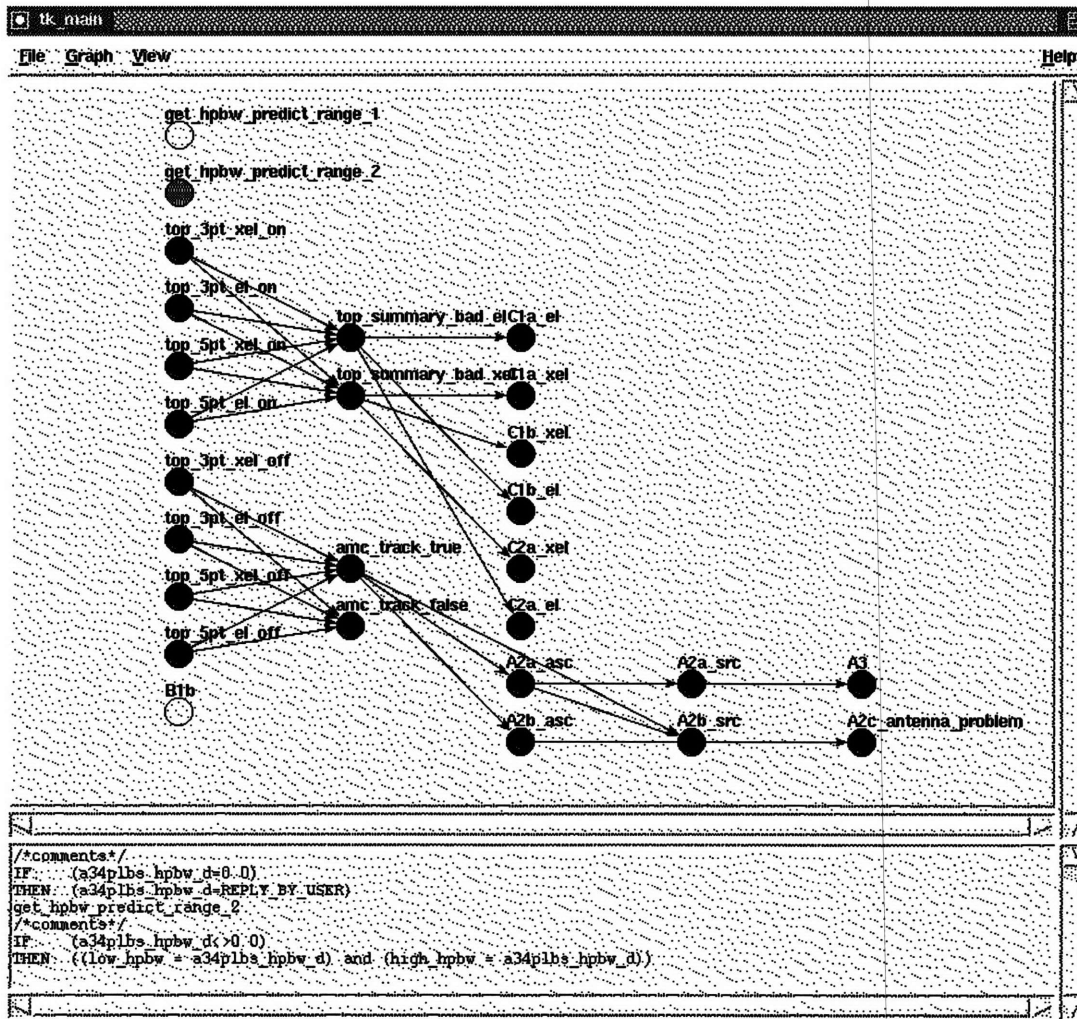 tk_main
File Graph View Help
get_hpbw_predict_range_1
get_hpbw_predict_range_2
top_3pt_xel_on
top_3pt_el_on
top_summary_bad_el C1a_el
top_5pt_xel_on
top_summary_bad_xel C1a_xel
top_5pt_el_on
C1b_xel
top_3pt_xel_off
C1b_el
top_3pt_el_off
amc_track_true
C2a_xel
top_5pt_xel_off
amc_track_false
C2a_el
top_5pt_el_off
A2a_asc A2a_src A3
B1b
A2b_asc A2b_src A2c_antenna_problem
/*comments*/
IF (a34plbs_hpbw_d=0.0)
THEN (a34plbs_hpbw_d=REPLY_BY_USER)
get_hpbw_predict_range_2
/*comments*/
IF (a34plbs_hpbw_d<>0.0)
THEN ((low_hpbw = a34plbs_hpbw_d) and (high_hpbw = a34plbs_hpbw_d))